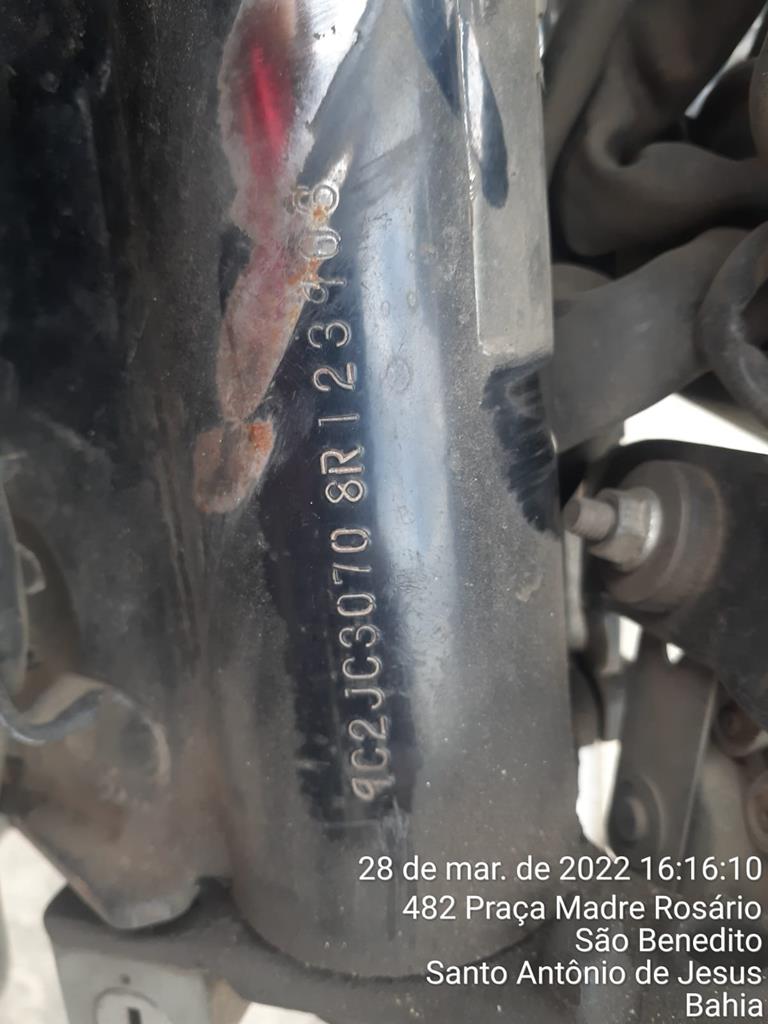 9C2JC3070 8R123908
28 de mar. de 2022 16:16:10
482 Praça Madre Rosário
São Benedito
Santo Antônio de Jesus
Bahia